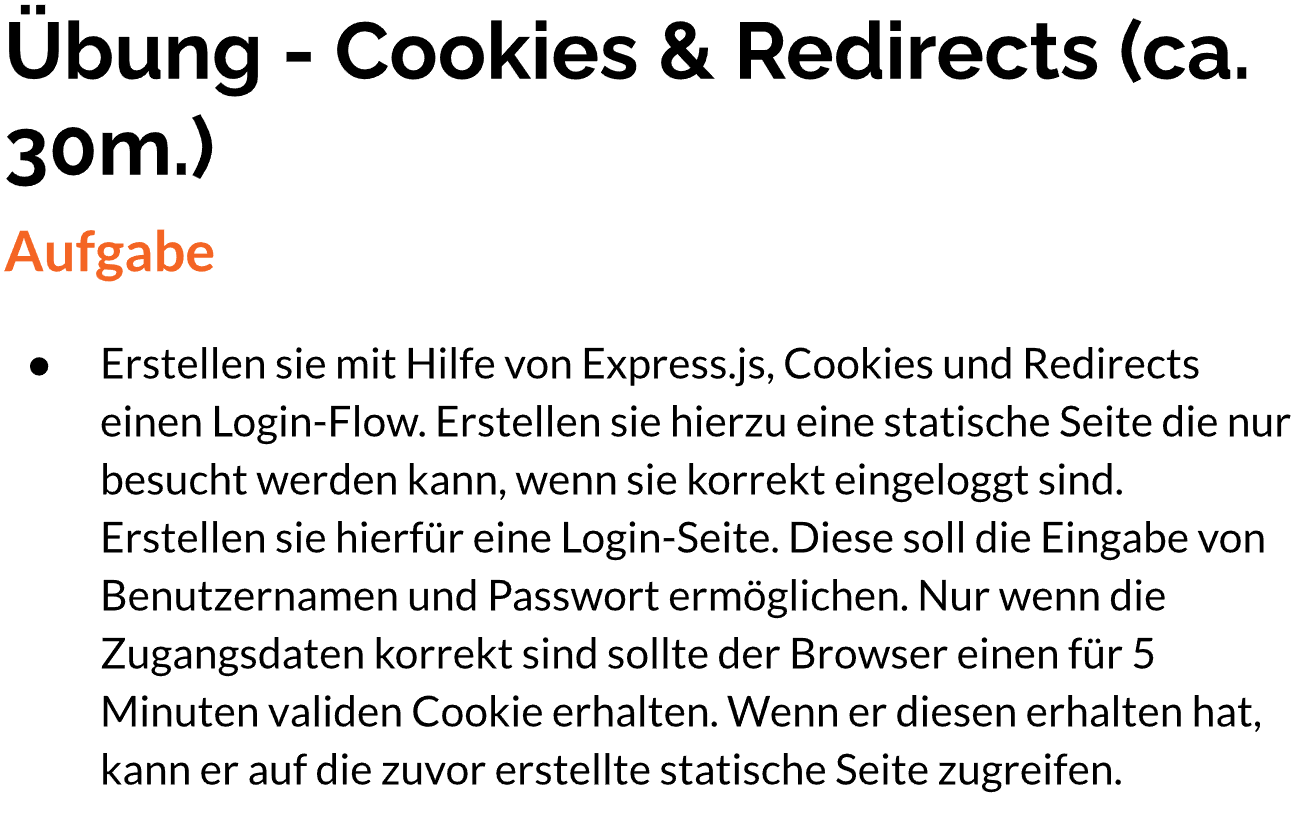 Übung - Cookies & Redirects (ca.
30m.)
Aufgabe
● Erstellen sie mit Hilfe von Express.js, Cookies und Redirects
einen Login-Flow. Erstellen sie hierzu eine statische Seite die nur
besucht werden kann, wenn sie korrekt eingeloggt sind.
Erstellen sie hierfür eine Login-Seite. Diese soll die Eingabe von
Benutzernamen und Passwort ermöglichen. Nur wenn die
Zugangsdaten korrekt sind sollte der Browser einen für 5
Minuten validen Cookie erhalten. Wenn er diesen erhalten hat,
kann er auf die zuvor erstellte statische Seite zugreifen.